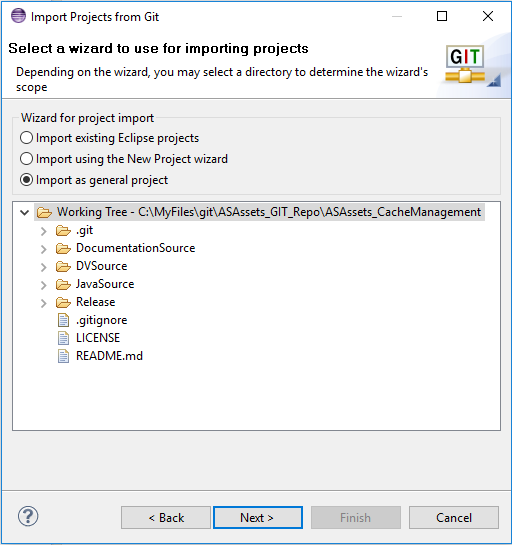 Import Projects from Git
Select a wizard to use for importing projects
Depending on the wizard, you may select a directory to determine the wizard's
scope
GIT
Wizard for project import
Import existing Eclipse projects
Import using the New Project wizard
Import as general project
Working Tree - C:\MyFiles\git\ASAssets_GIT_Repo\ASAssets_CacheManagement
.git
DocumentationSource
DVSource
JavaSource
Release
.gitignore
LICENSE
README.md
?
< Back
Next >
Finish
Cancel